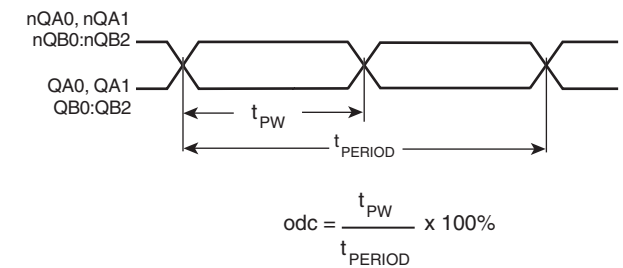 nQA0, nQA1
nQB0:nQB2
QA0, QA1
QB0:QB2
tPW
tPERIOD
odc = tPW / tPERIOD x 100%